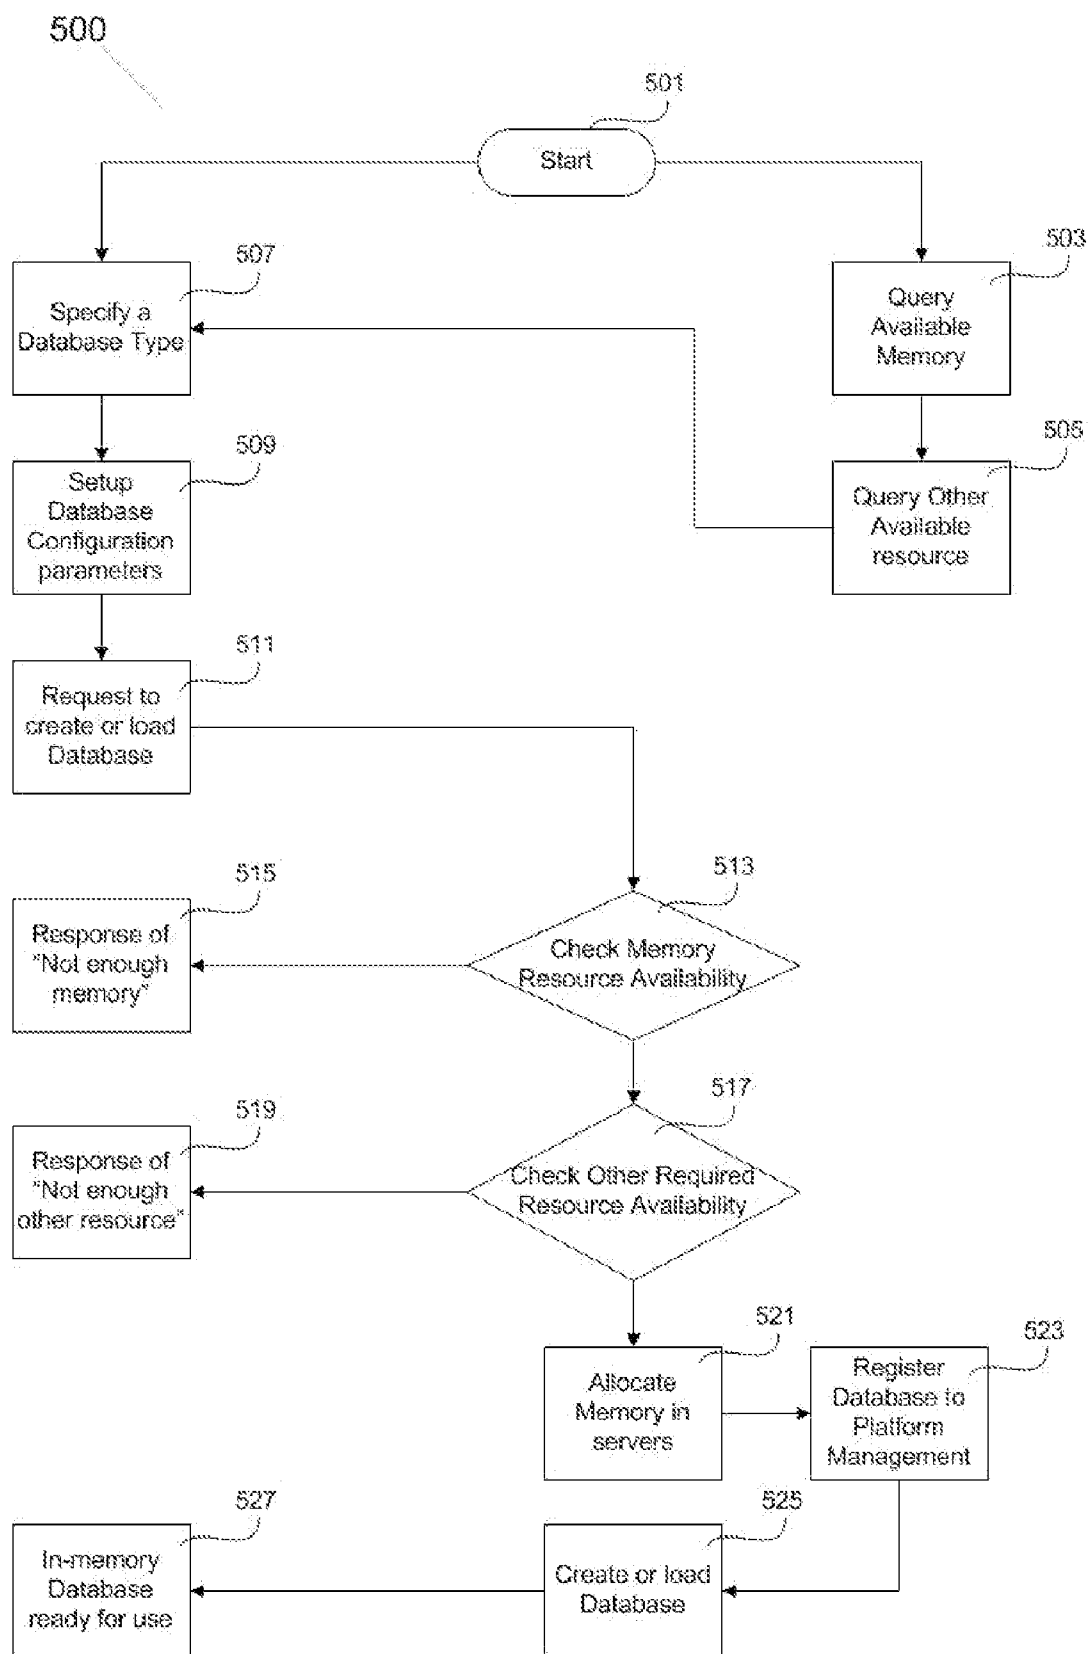 500
501
Start
507
503
Specify a
Database Type
Query
Available
Memory
509
505
Setup
Database
Configuration
parameters
Query Other
Available
resource
511
Request to
create or load
Database
515
513
Response of
"Not enough
memory"
Check Memory
Resource Availability
519
517
Response of
"Not enough
other resource"
Check Other Required
Resource Availability
521
523
Allocate
Memory in
servers
Register
Database to
Platform
Management
527
525
In-memory
Database
ready for use
Create or load
Database